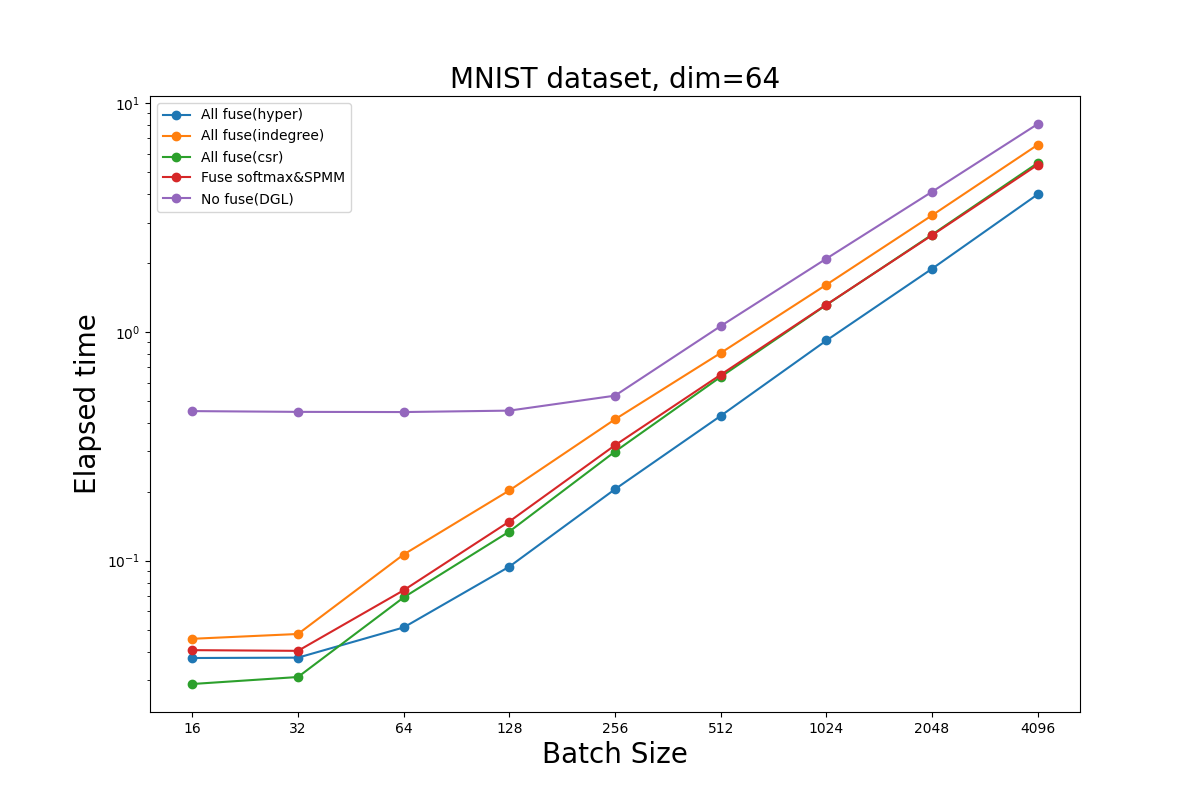 MNIST dataset, dim=64
10¹
All fuse(hyper)
All fuse(indegree)
All fuse(csr)
Fuse softmax&SPMM
No fuse(DGL)
10⁰
10⁻¹
Elapsed time
16 32 64 128 256 512 1024 2048 4096
Batch Size